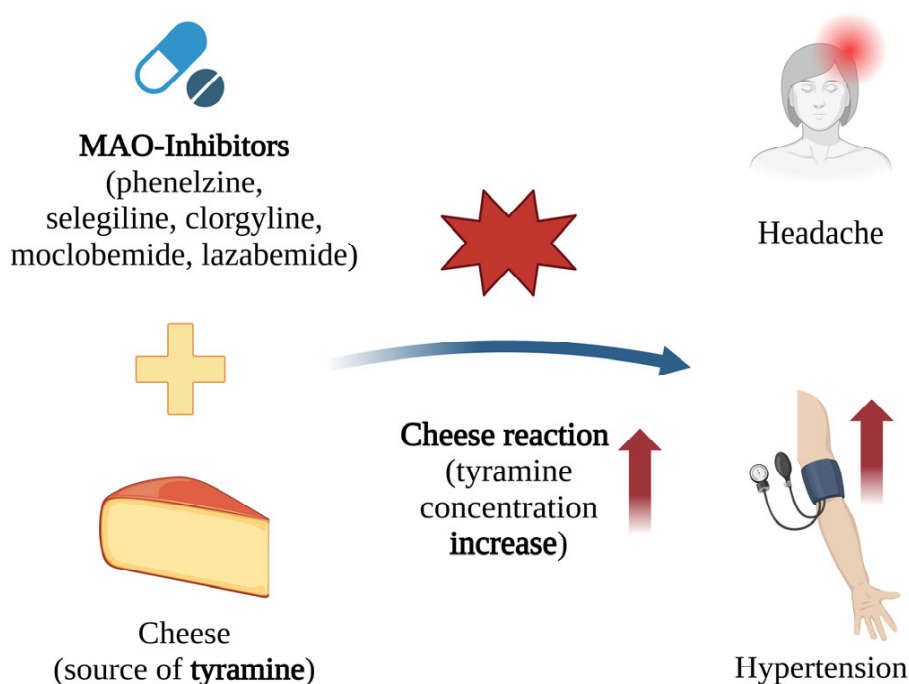 MAO-Inhibitors
(phenelzine,
selegiline, clorgyline,
moclobemide, lazabemide)
Cheese
(source of tyramine)
Cheese reaction
(tyramine
concentration
increase)
Headache
Hypertension